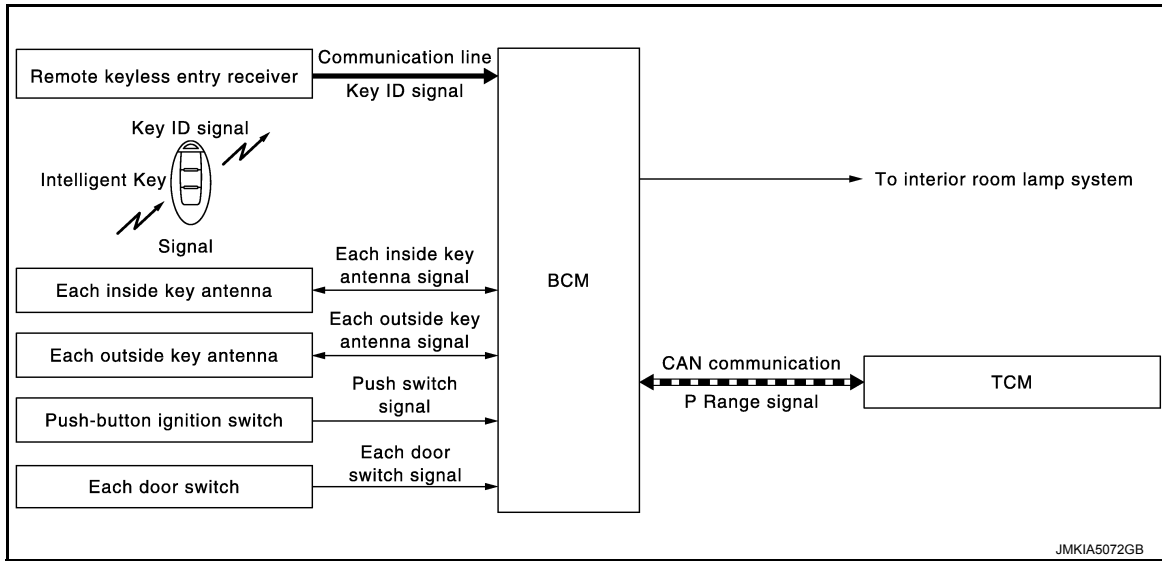 Remote keyless entry receiver
Communication line
Key ID signal
Key ID signal
Intelligent Key
Signal
To interior room lamp system
BCM
Each inside key antenna
Each inside key
antenna signal
Each outside key antenna
Each outside key
antenna signal
CAN communication
P Range signal
TCM
Push-button ignition switch
Push switch
signal
Each door switch
Each door
switch signal
JMKIA5072GB